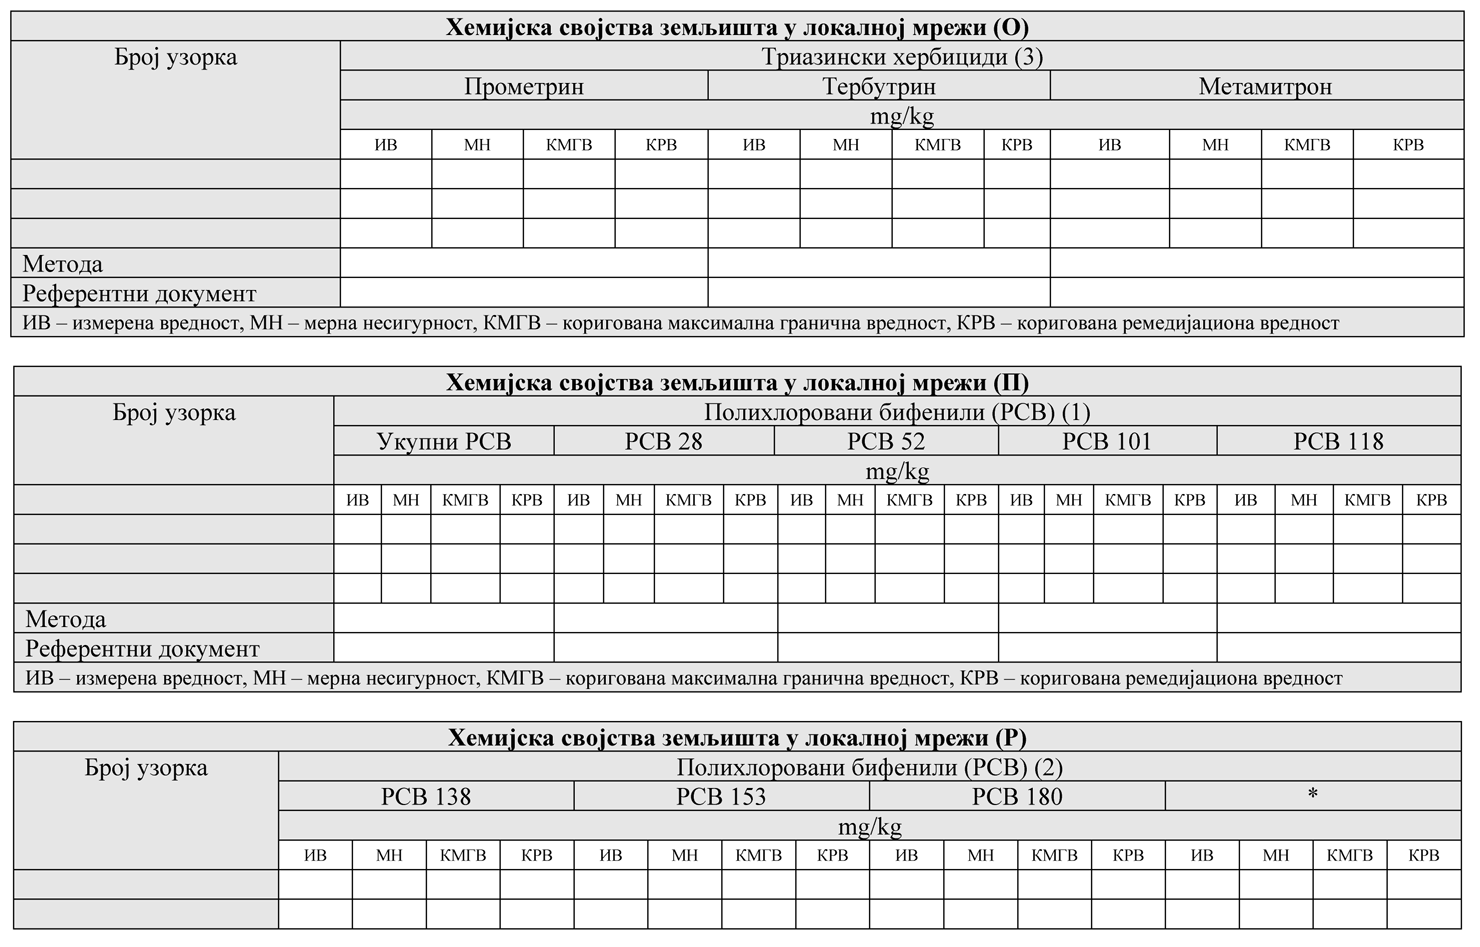 Хемијска својства земљишта у локалној мрежи (О)
Број узорка Триазински хербициди (3)
Прометрин Тербутрин Метамитрон
mg/kg
ИВ МН КМГВ КРВ ИВ МН КМГВ КРВ ИВ МН КМГВ КРВ
Метода
Референтни документ
ИВ – измерена вредност, МН – мерна несигурност, КМГВ – коригована максимална гранична вредност, КРВ – коригована ремедијациона вредност
Хемијска својства земљишта у локалној мрежи (П)
Број узорка Полихлоровани бифенили (PCB) (1)
Укупни PCB PCB 28 PCB 52 PCB 101 PCB 118
mg/kg
ИВ МН КМГВ КРВ ИВ МН КМГВ КРВ ИВ МН КМГВ КРВ ИВ МН КМГВ КРВ ИВ МН КМГВ КРВ
Метода
Референтни документ
ИВ – измерена вредност, МН – мерна несигурност, КМГВ – коригована максимална гранична вредност, КРВ – коригована ремедијациона вредност
Хемијска својства земљишта у локалној мрежи (Р)
Број узорка Полихлоровани бифенили (PCB) (2)
PCB 138 PCB 153 PCB 180 *
mg/kg
ИВ МН КМГВ КРВ ИВ МН КМГВ КРВ ИВ МН КМГВ КРВ ИВ МН КМГВ КРВ